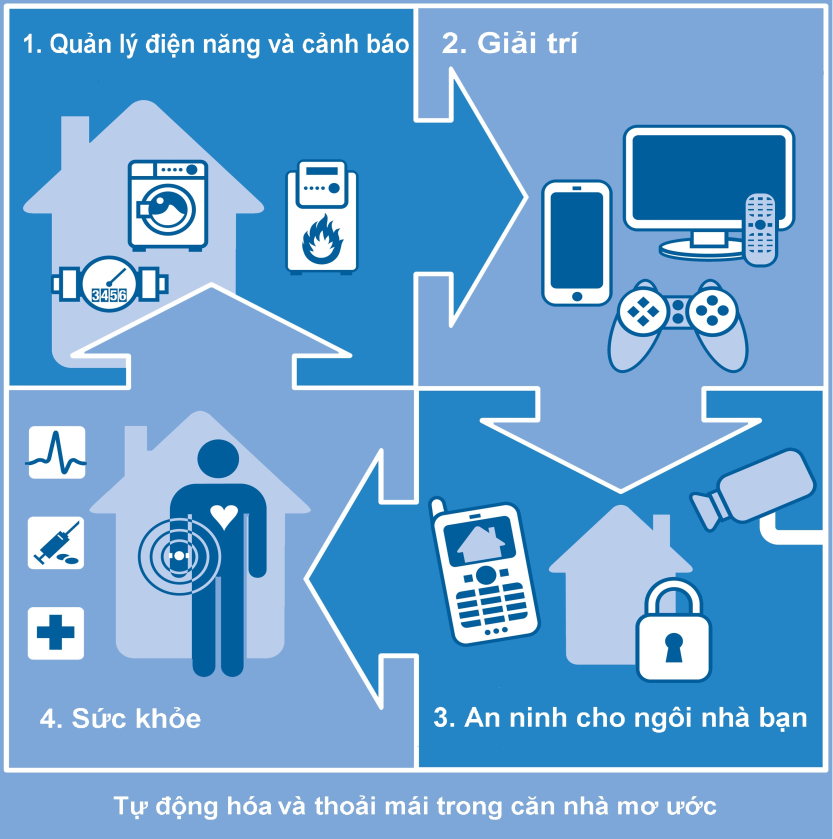 1. Quản lý điện năng và cảnh báo
2. Giải trí
3456
3. An ninh cho ngôi nhà bạn
4. Sức khỏe
Tự động hóa và thoải mái trong căn nhà mơ ước